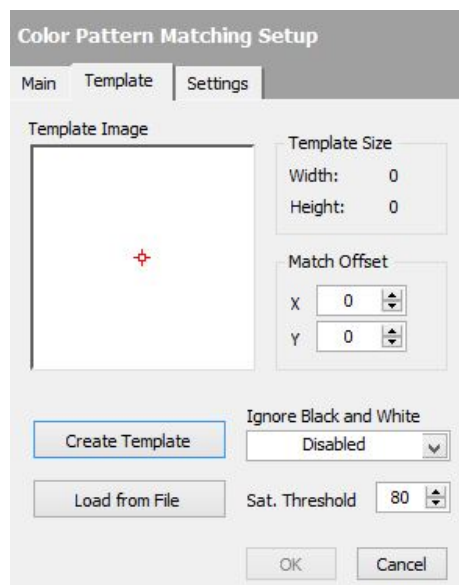 Color Pattern Matching Setup
Main Template Settings
Template Image
Template Size
Width: 0
Height: 0
Match Offset
X 0
Y 0
Ignore Black and White
Create Template Disabled
Load from File Sat. Threshold 80
OK Cancel